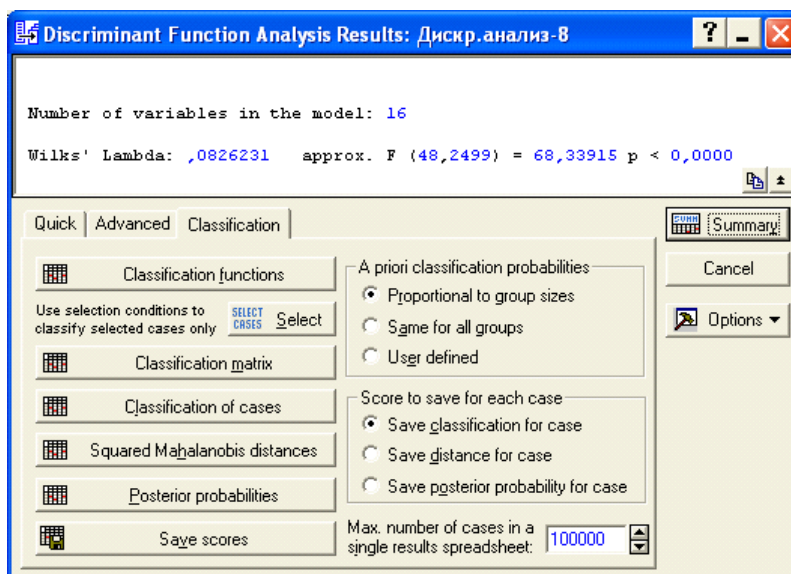 Discriminant Function Analysis Results: Дискр.анализ-8
Number of variables in the model: 16
Wilks' Lambda: ,0826231 approx. F (48,2499) = 68,33915 p < 0,0000
Quick Advanced Classification
Summary
Cancel
Options
Classification functions
Use selection conditions to
classify selected cases only
SELECT
CASES
Select
Classification matrix
Classification of cases
Squared Mahalanobis distances
Posterior probabilities
Save scores
A priori classification probabilities
Proportional to group sizes
Same for all groups
User defined
Score to save for each case
Save classification for case
Save distance for case
Save posterior probability for case
Max. number of cases in a
single results spreadsheet: 100000